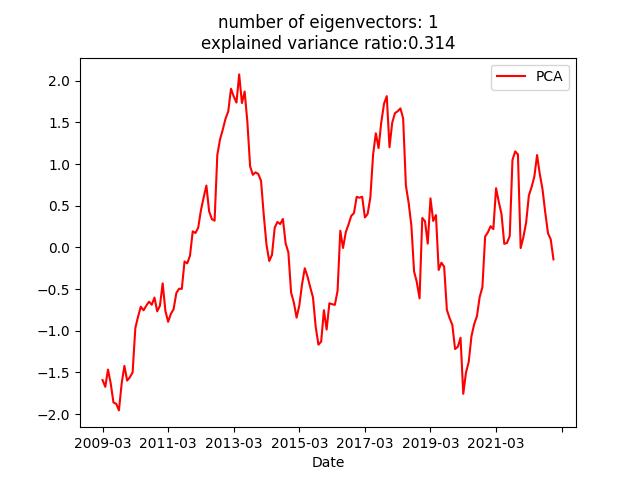 number of eigenvectors: 1
explained variance ratio:0.314
PCA
2.0
1.5
1.0
0.5
0.0
−0.5
−1.0
−1.5
−2.0
2009-03 2011-03 2013-03 2015-03 2017-03 2019-03 2021-03
Date